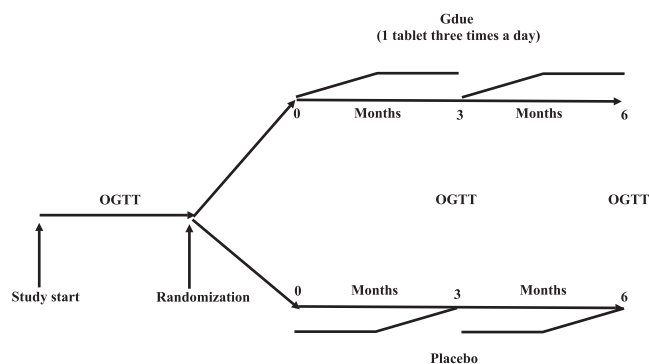 Gdue
(1 tablet three times a day)
0 Months 3 Months 6
OGTT OGTT OGTT
Study start Randomization
0 Months 3 Months 6
Placebo